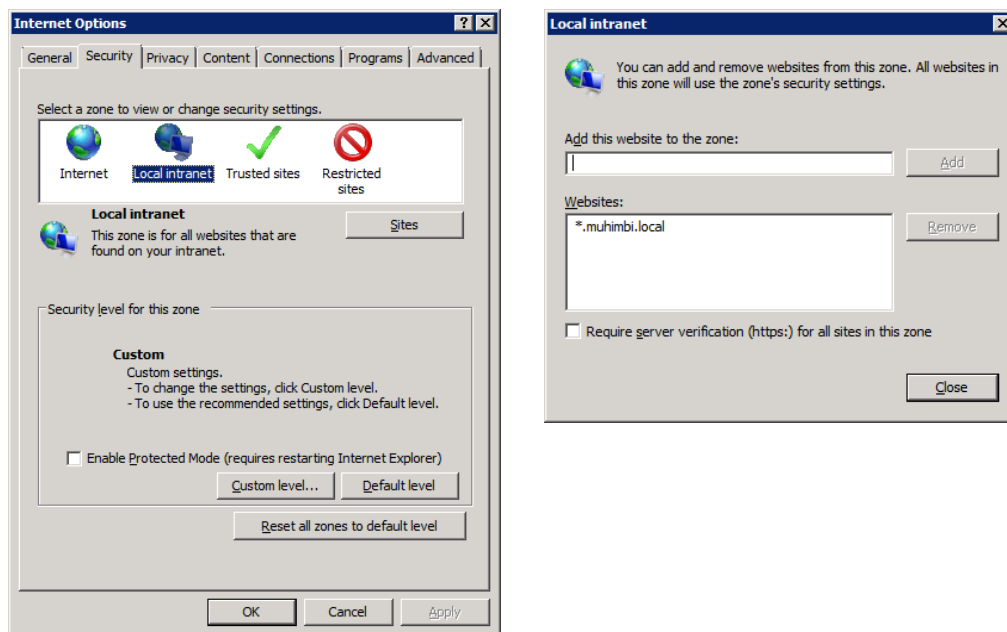 Internet Options
?
General Security Privacy Content Connections Programs Advanced
Select a zone to view or change security settings.
Internet Local intranet Trusted sites Restricted
sites
Local intranet
This zone is for all websites that are
found on your intranet.
Sites
Security level for this zone
Custom
Custom settings.
- To change the settings, click Custom level.
- To use the recommended settings, click Default level.
Enable Protected Mode (requires restarting Internet Explorer)
Custom level... Default level
Reset all zones to default level
OK Cancel Apply
Local intranet
You can add and remove websites from this zone. All websites in
this zone will use the zone's security settings.
Add this website to the zone:
Add
Websites:
*.muhimbi.local
Remove
Require server verification (https:) for all sites in this zone
Close